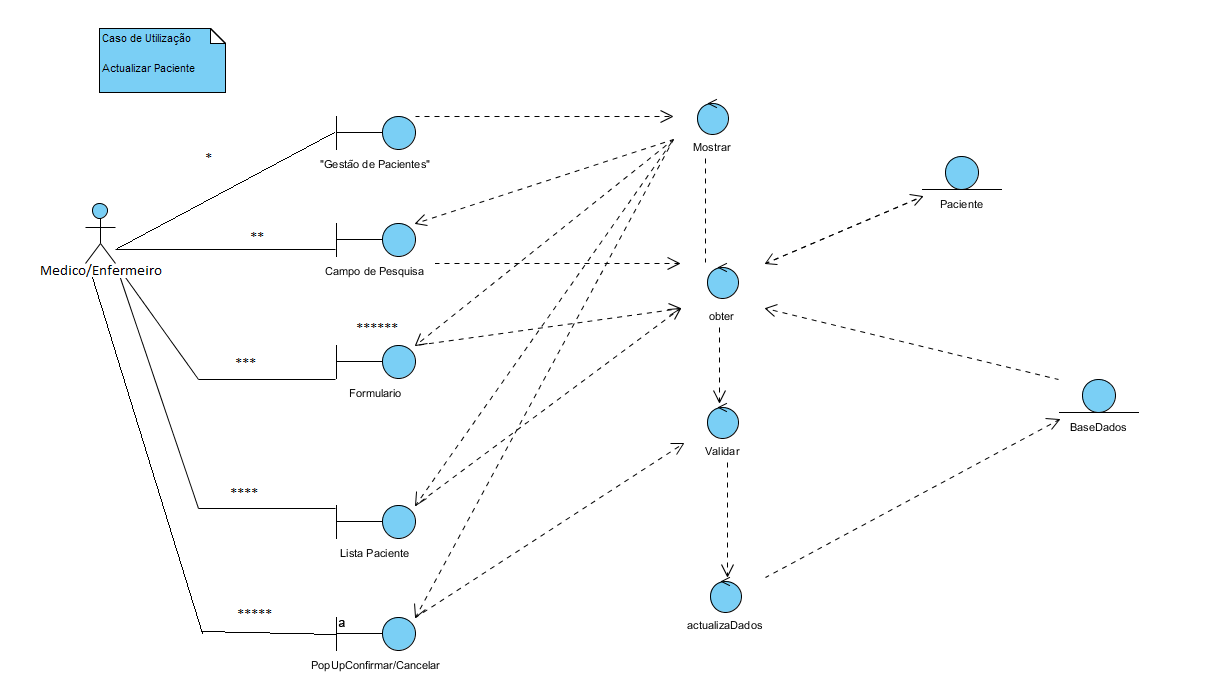 Caso de Utilização
Actualizar Paciente
*
"Gestão de Pacientes"
Mostrar
Paciente
**
Campo de Pesquisa
Medico/Enfermeiro
obter
******
***
Formulario
BaseDados
Validar
****
Lista Paciente
*****
a
actualizaDados
PopUpConfirmar/Cancelar